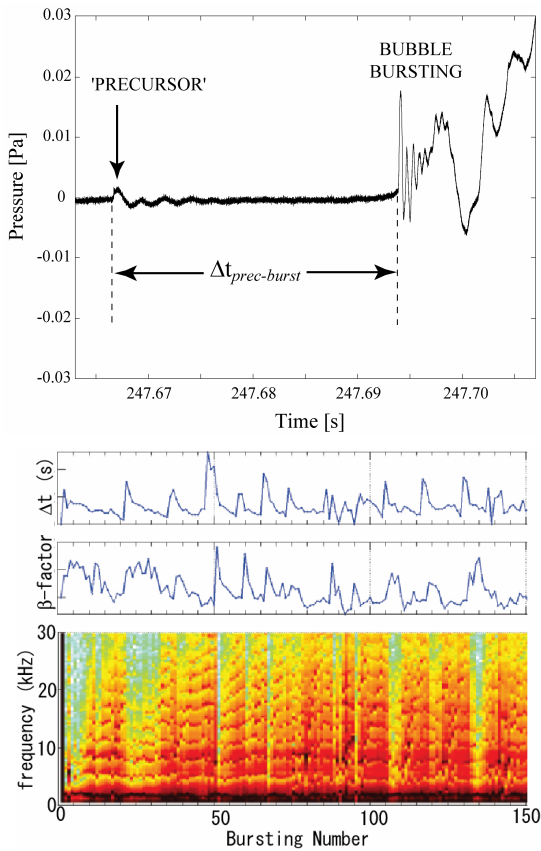 0.03
0.02
0.01
0
-0.01
-0.02
-0.03
Pressure [Pa]
'PRECURSOR'
BUBBLE
BURSTING
Δt_prec-burst
247.67 247.68 247.69 247.70
Time [s]
Δt (s)
β-factor
frequency (kHz)
30
20
10
0
0 50 100 150
Bursting Number